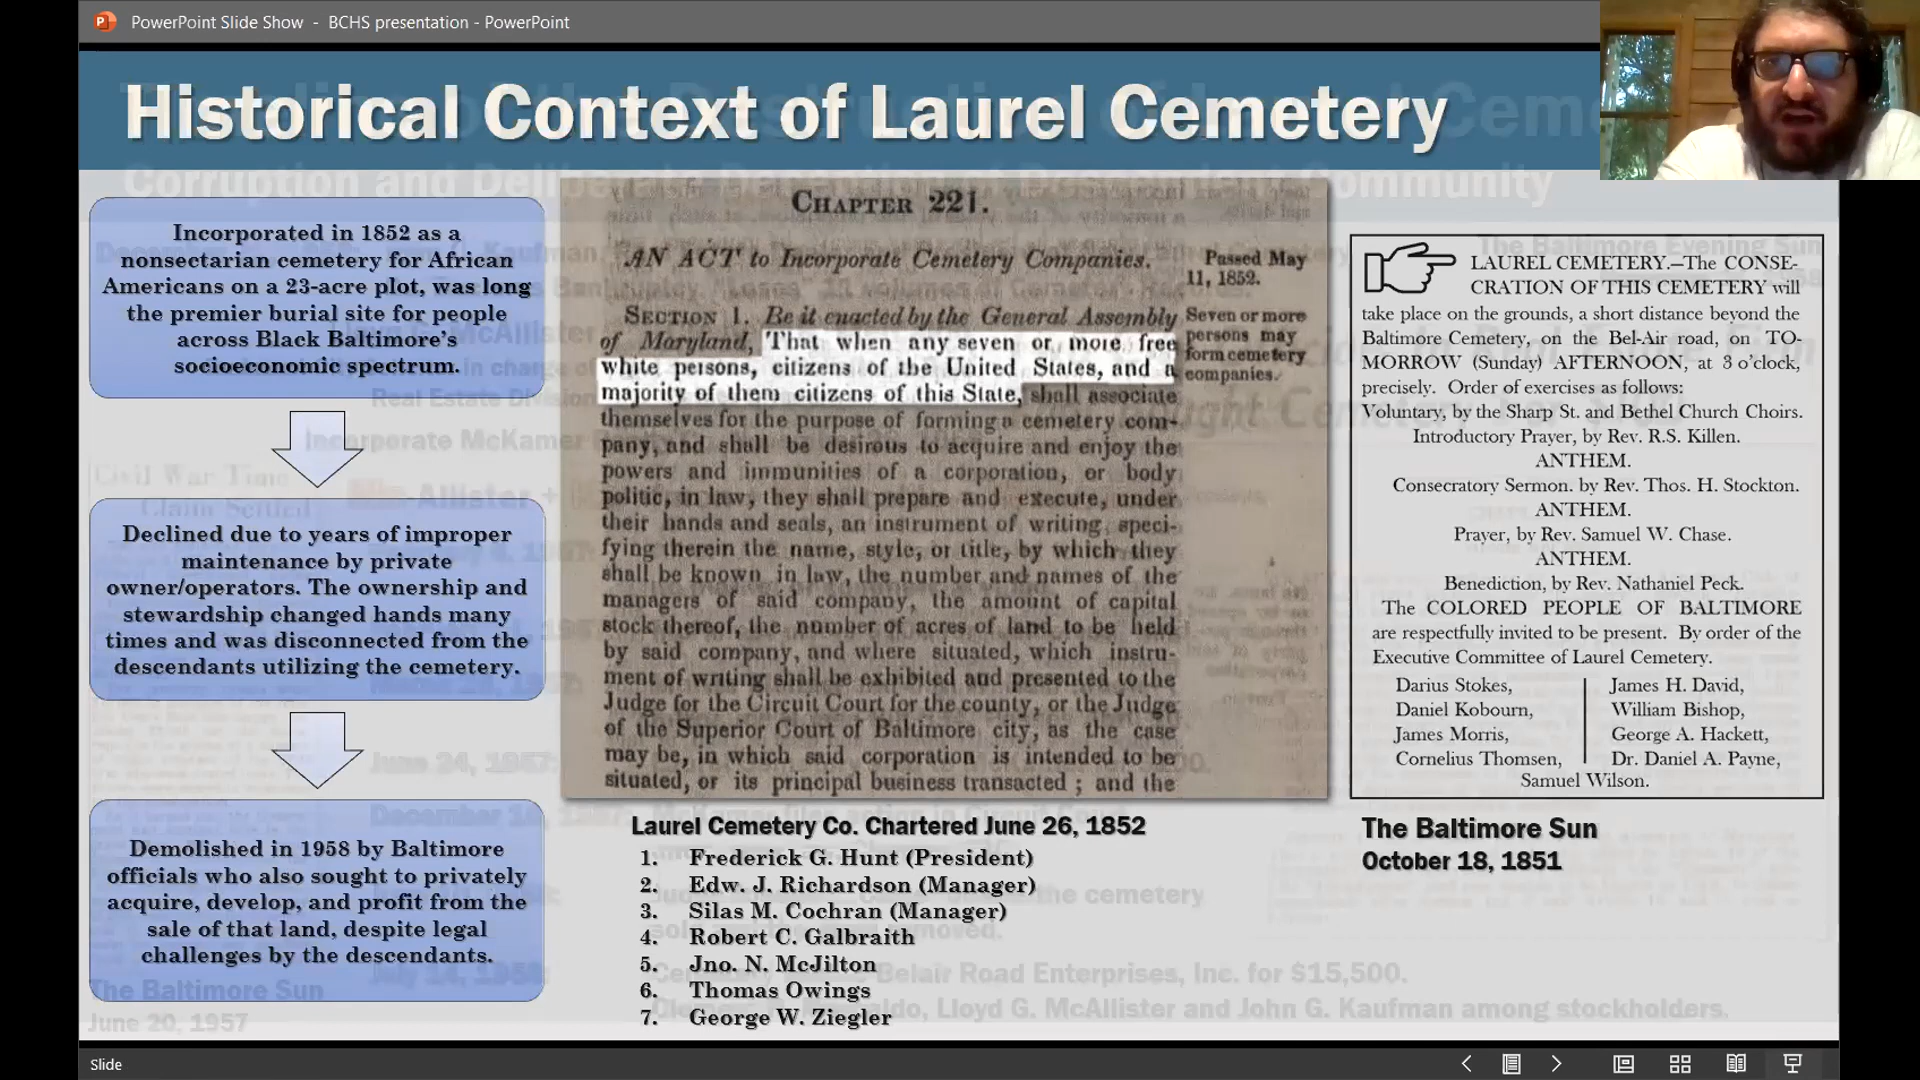 PowerPoint Slide Show - BCHS presentation - PowerPoint
Historical Context of Laurel Cemetery
Incorporated in 1852 as a
nonsectarian cemetery for African
Americans on a 23-acre plot, was long
the premier burial site for people
across Black Baltimore's
socioeconomic spectrum.
Declined due to years of improper
maintenance by private
owner/operators. The ownership and
stewardship changed hands many
times and was disconnected from the
descendants utilizing the cemetery.
Demolished in 1958 by Baltimore
officials who also sought to privately
acquire, develop, and profit from the
sale of that land, despite legal
challenges by the descendants.
CHAPTER 221.
AN ACT to Incorporate Cemetery Companies.
Passed May
11, 1852.
SECTION 1. Be it enacted by the General Assembly
of Maryland, That when any seven or more free
white persons, citizens of the United States, and a
majority of them citizens of this State, shall associate
themselves for the purpose of forming a cemetery com-
pany, and shall be desirous to acquire and enjoy the
powers and immunities of a corporation, or body
politic, in law, they shall prepare and execute, under
their hands and seals, an instrument of writing, speci-
fying therein the name, style, or title, by which they
shall be known in law, the number and names of the
managers of said company, the amount of capital
stock thereof, the number of acres of land to be held
by said company, and where situated, which instru-
ment of writing shall be exhibited and presented to the
Judge for the Circuit Court for the county, or the Judge
of the Superior Court of Baltimore city, as the case
may be, in which said corporation is intended to be
situated, or its principal business transacted ; and the
Seven or more
persons may
form cemetery
companies.
Laurel Cemetery Co. Chartered June 26, 1852
1. Frederick G. Hunt (President)
2. Edw. J. Richardson (Manager)
3. Silas M. Cochran (Manager)
4. Robert C. Galbraith
5. Jno. N. McJilton
6. Thomas Owings
7. George W. Ziegler
LAUREL CEMETERY.–The CONSE-
CRATION OF THIS CEMETERY will
take place on the grounds, a short distance beyond the
Baltimore Cemetery, on the Bel-Air road, on TO-
MORROW (Sunday) AFTERNOON, at 3 o'clock,
precisely. Order of exercises as follows:
Voluntary, by the Sharp St. and Bethel Church Choirs.
Introductory Prayer, by Rev. R.S. Killen.
ANTHEM.
Consecratory Sermon. by Rev. Thos. H. Stockton.
ANTHEM.
Prayer, by Rev. Samuel W. Chase.
ANTHEM.
Benediction, by Rev. Nathaniel Peck.
The COLORED PEOPLE OF BALTIMORE
are respectfully invited to be present. By order of the
Executive Committee of Laurel Cemetery.
Darius Stokes,
Daniel Kobourn,
James Morris,
Cornelius Thomsen,
James H. David,
William Bishop,
George A. Hackett,
Dr. Daniel A. Payne,
Samuel Wilson.
The Baltimore Sun
October 18, 1851
The Baltimore Sun
June 20, 1957
Belair Road Enterprises, Inc. for $15,500.
Lloyd G. McAllister and John G. Kaufman among stockholders.
Slide